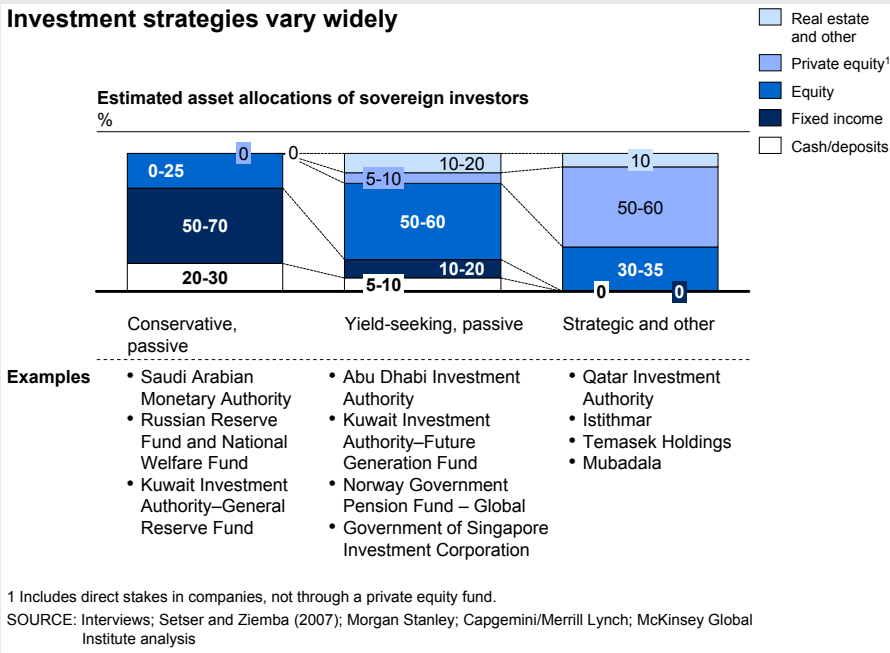 Investment strategies vary widely
Real estate
and other
Private equity¹
Equity
Fixed income
Cash/deposits
Estimated asset allocations of sovereign investors
%
0
0
0-25
50-70
20-30
10-20
5-10
50-60
10-20
5-10
10
50-60
30-35
0
0
Conservative,
passive
Yield-seeking, passive
Strategic and other
Examples
• Saudi Arabian
Monetary Authority
• Russian Reserve
Fund and National
Welfare Fund
• Kuwait Investment
Authority–General
Reserve Fund
• Abu Dhabi Investment
Authority
• Kuwait Investment
Authority–Future
Generation Fund
• Norway Government
Pension Fund – Global
• Government of Singapore
Investment Corporation
• Qatar Investment
Authority
• Istithmar
• Temasek Holdings
• Mubadala
1 Includes direct stakes in companies, not through a private equity fund.
SOURCE: Interviews; Setser and Ziemba (2007); Morgan Stanley; Capgemini/Merrill Lynch; McKinsey Global
Institute analysis